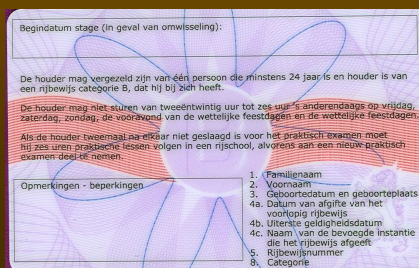 Begindatum stage (in geval van omwisseling):
De houder mag vergezeld zijn van één persoon die minstens 24 jaar is en houder is van
een rijbewijs categorie B, dat hij bij zich heeft.
De houder mag niet sturen van tweeëntwintig uur tot zes uur 's anderendaags op vrijdag,
zaterdag, zondag, de vooravond van de wettelijke feestdagen en de wettelijke feestdagen.
Als de houder tweemaal na elkaar niet geslaagd is voor het praktisch examen moet
hij zes uren praktische lessen volgen in een rijschool, alvorens aan een nieuw praktisch
examen deel te nemen.
Opmerkingen - beperkingen
1. Familienaam
2. Voornaam
3. Geboortedatum en geboorteplaats
4a. Datum van afgifte van het
voorlopig rijbewijs
4b. Uiterste geldigheidsdatum
4c. Naam van de bevoegde instantie
die het rijbewijs afgeeft
5. Rijbewijsnummer
8. Categorie